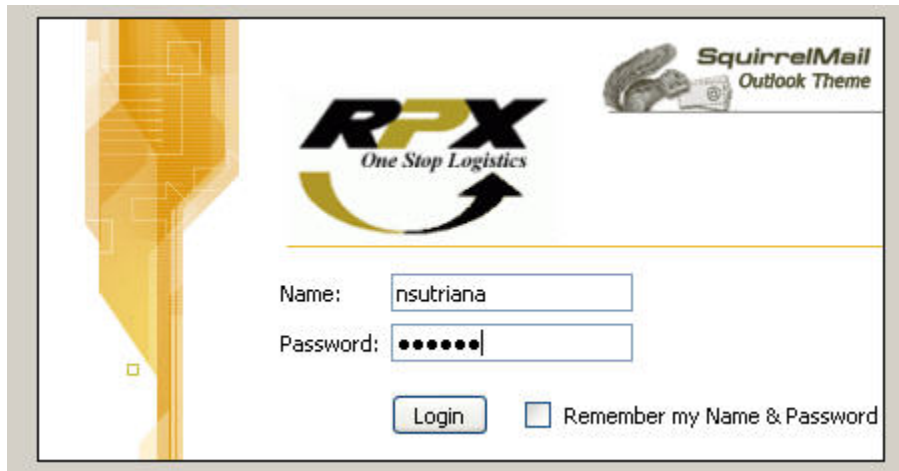 SquirrelMail
Outlook Theme
RPX
One Stop Logistics
Name: nsutriana
Password: ●●●●●●
Login
Remember my Name & Password